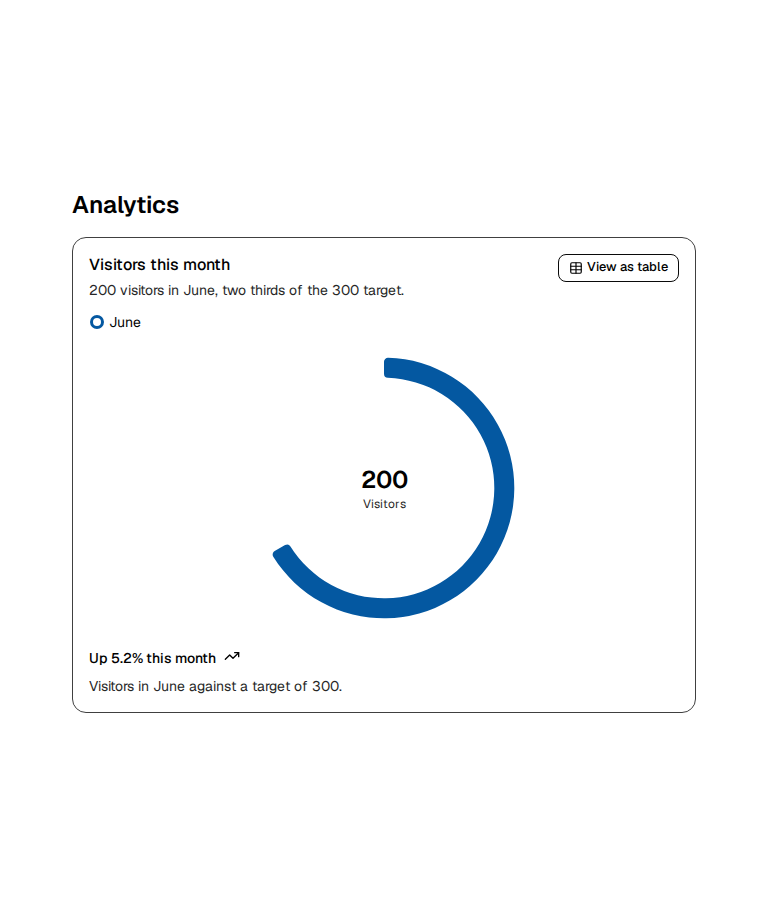 Analytics
Visitors this month
View as table
200 visitors in June, two thirds of the 300 target.
June
200
Visitors
Up 5.2% this month
Visitors in June against a target of 300.